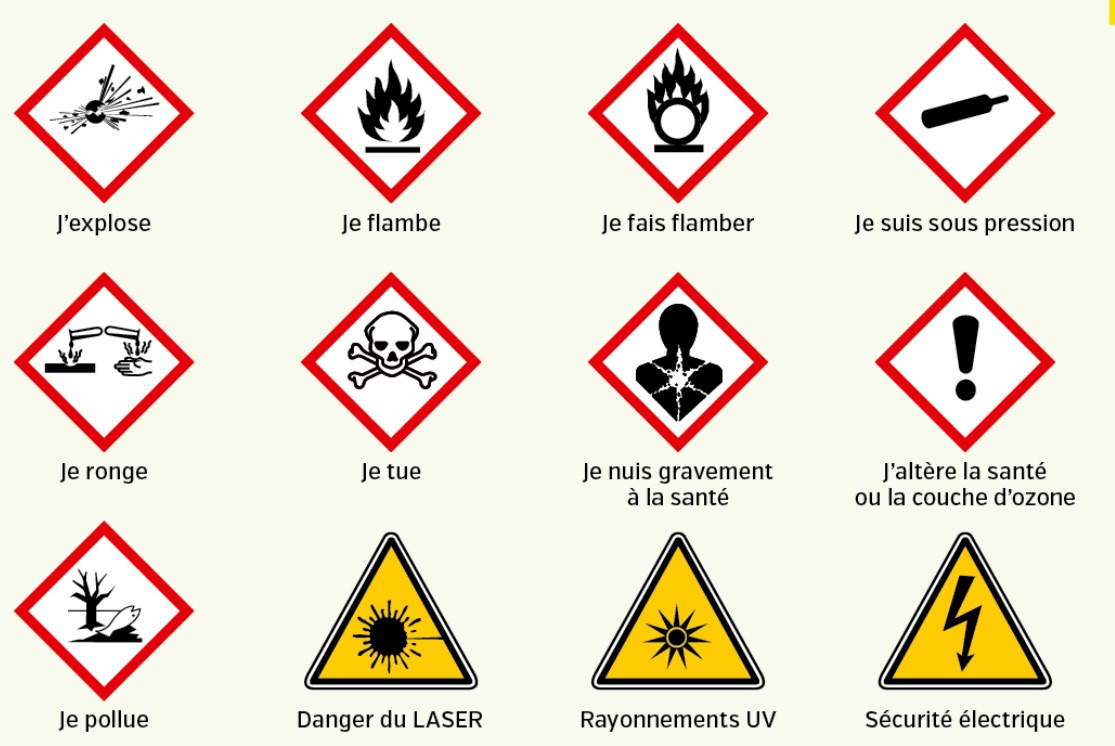 J'explose
Je flambe
Je fais flamber
Je suis sous pression
Je ronge
Je tue
Je nuis gravement
à la santé
J'altère la santé
ou la couche d'ozone
Je pollue
Danger du LASER
Rayonnements UV
Sécurité électrique